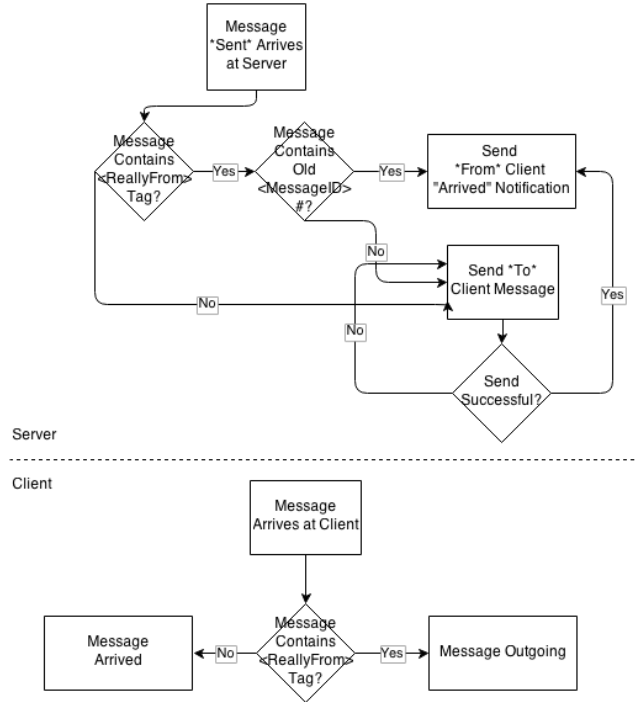 Message
*Sent* Arrives
at Server
Message
Contains
<ReallyFrom>
Tag?
Yes
Message
Contains
Old
<MessageID>
#?
Yes
Send
*From* Client
"Arrived" Notification
No
Send *To*
Client Message
No
No
Yes
Send
Successful?
Server
Client
Message
Arrives at Client
Message
Arrived
No
Message
Contains
<ReallyFrom>
Tag?
Yes
Message Outgoing